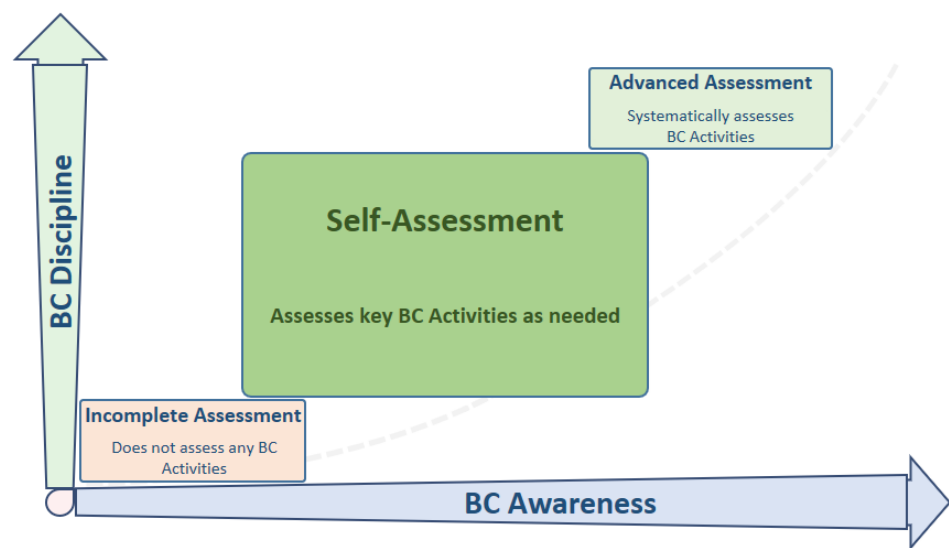 Advanced Assessment
Systematically assesses
BC Activities
BC Discipline
Self-Assessment
Assesses key BC Activities as needed
Incomplete Assessment
Does not assess any BC
Activities
BC Awareness